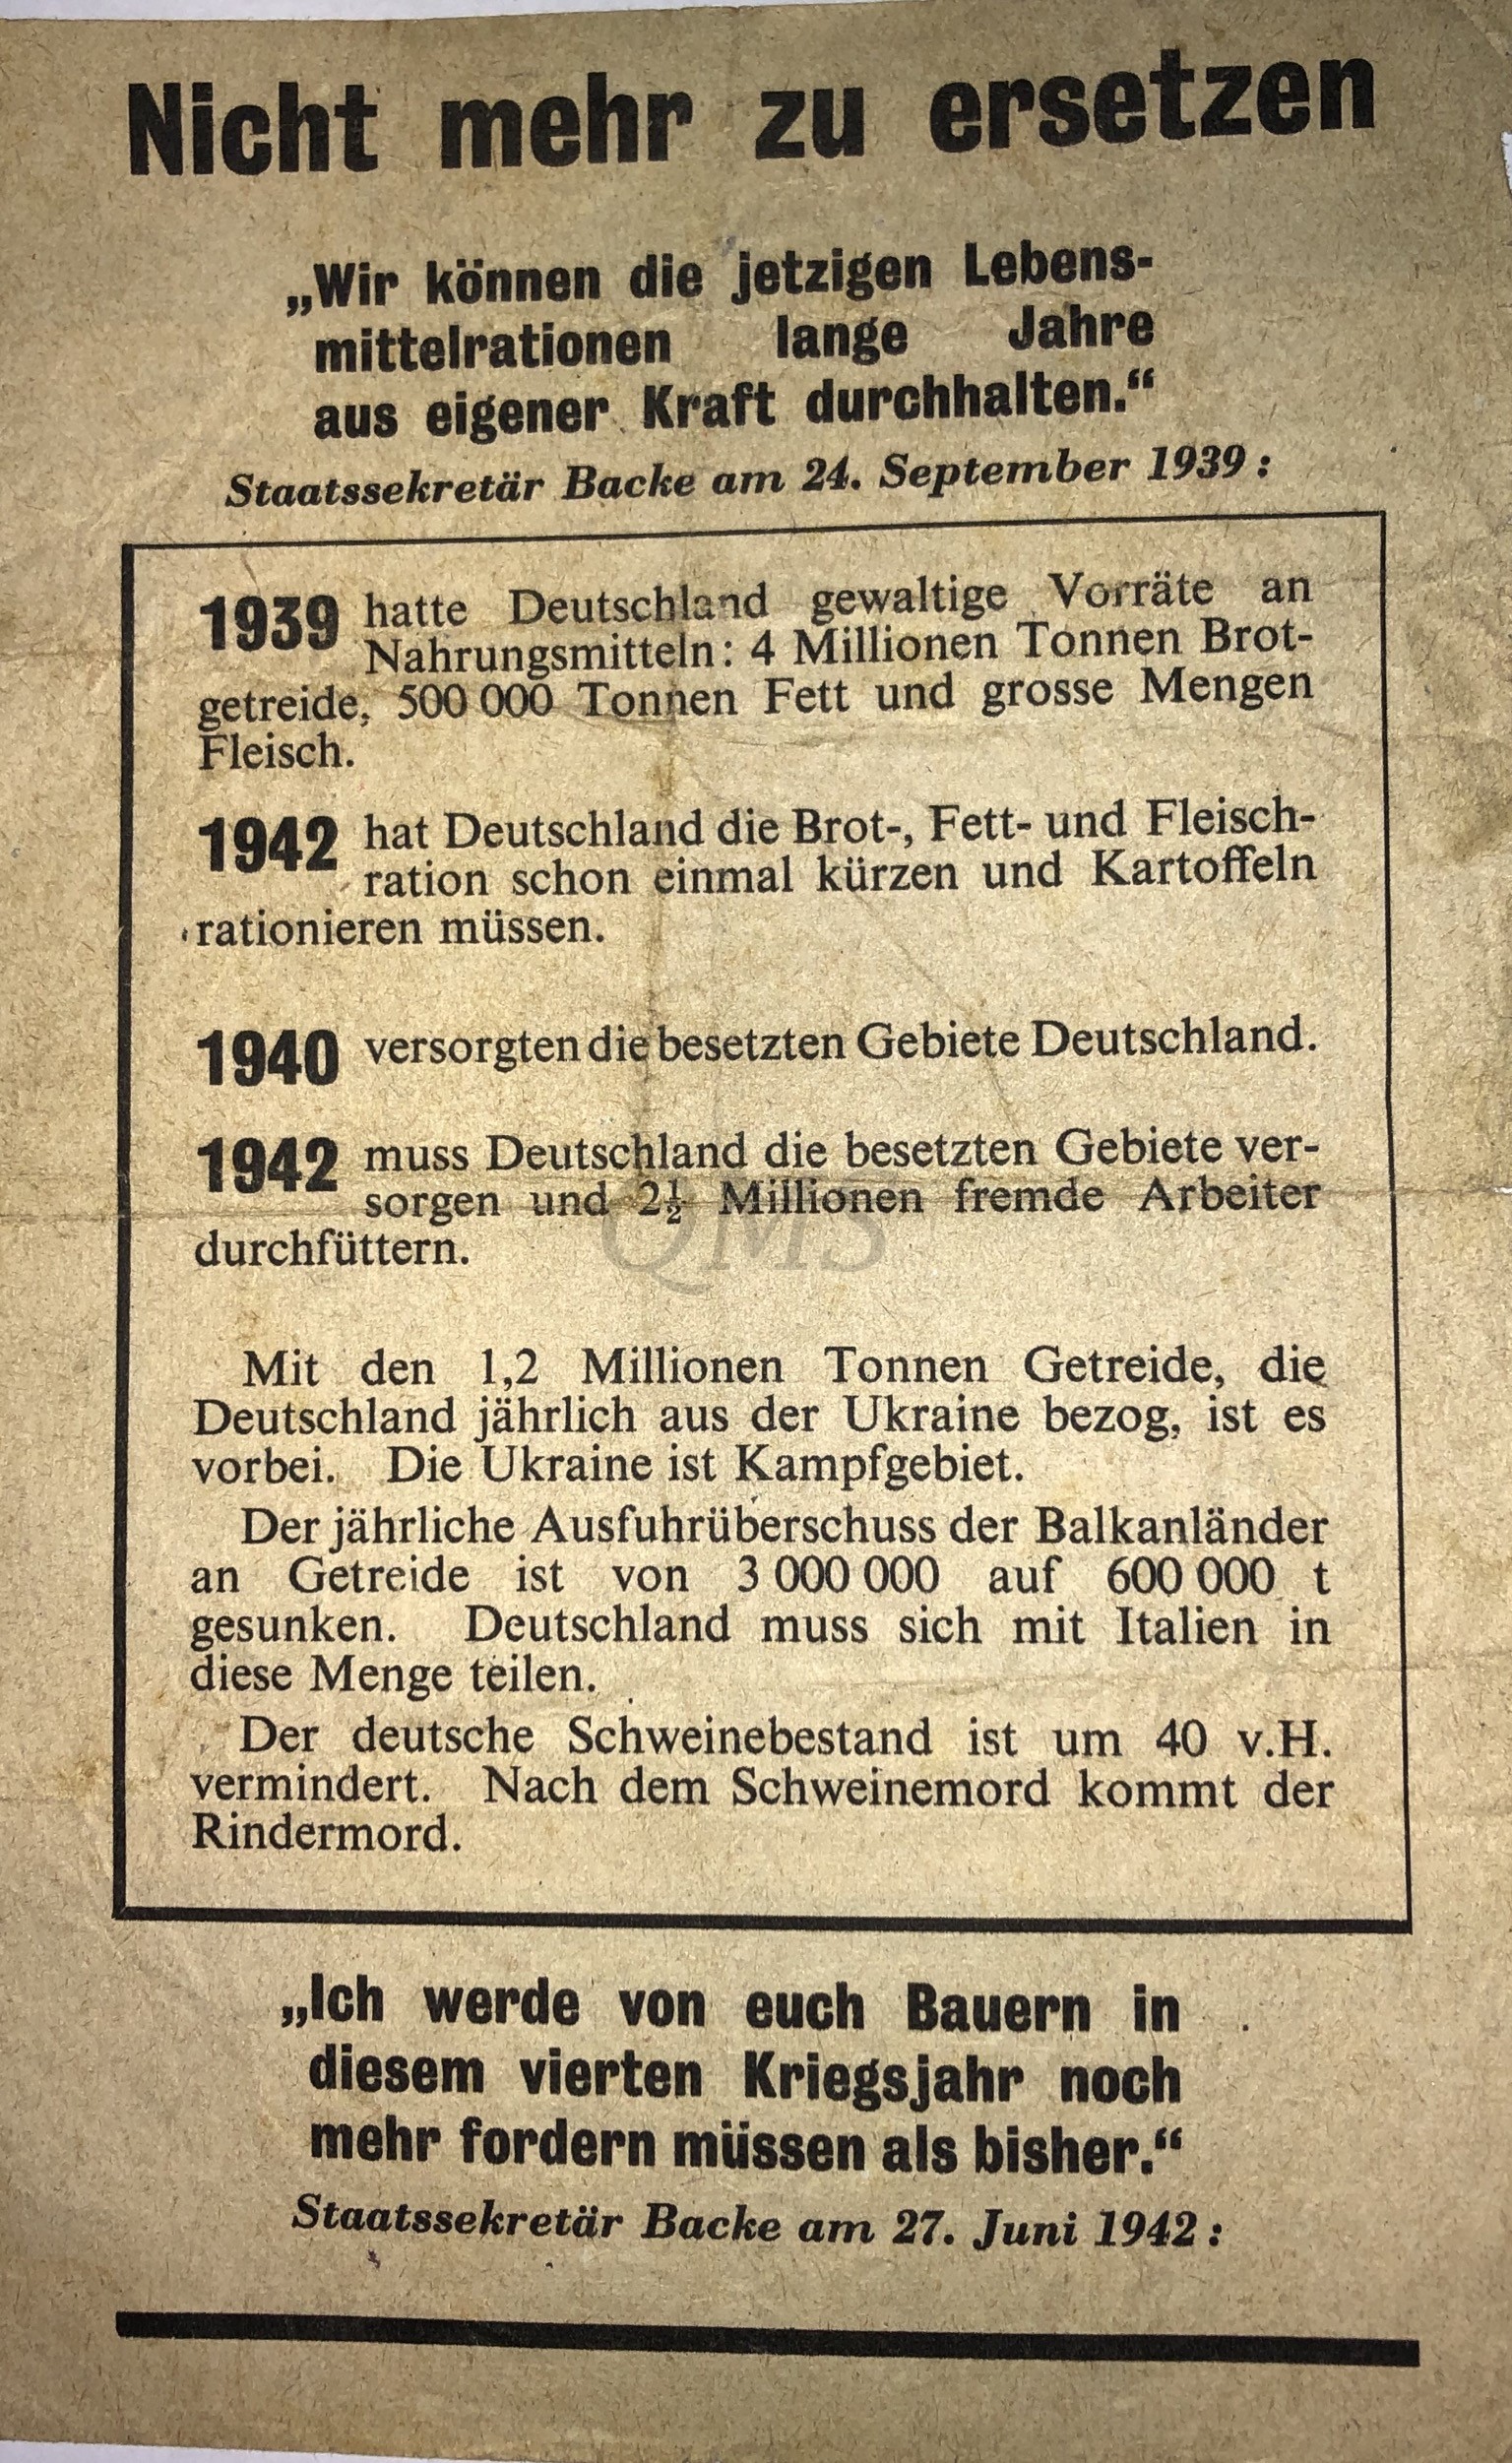 Nicht mehr zu ersetzen
„Wir können die jetzigen Lebens-
mittelrationen lange Jahre
aus eigener Kraft durchhalten.“
Staatssekretär Backe am 24. September 1939:
1939 hatte Deutschland gewaltige Vorräte an
Nahrungsmitteln: 4 Millionen Tonnen Brot-
getreide, 500 000 Tonnen Fett und grosse Mengen
Fleisch.
1942 hat Deutschland die Brot-, Fett- und Fleisch-
ration schon einmal kürzen und Kartoffeln
rationieren müssen.
1940 versorgten die besetzten Gebiete Deutschland.
1942 muss Deutschland die besetzten Gebiete ver-
sorgen und 2½ Millionen fremde Arbeiter
durchfüttern.
QMS
Mit den 1,2 Millionen Tonnen Getreide, die
Deutschland jährlich aus der Ukraine bezog, ist es
vorbei. Die Ukraine ist Kampfgebiet.
Der jährliche Ausfuhrüberschuss der Balkanländer
an Getreide ist von 3 000 000 auf 600 000 t
gesunken. Deutschland muss sich mit Italien in
diese Menge teilen.
Der deutsche Schweinebestand ist um 40 v.H.
vermindert. Nach dem Schweinemord kommt der
Rindermord.
„Ich werde von euch Bauern in
diesem vierten Kriegsjahr noch
mehr fordern müssen als bisher.“
Staatssekretär Backe am 27. Juni 1942: